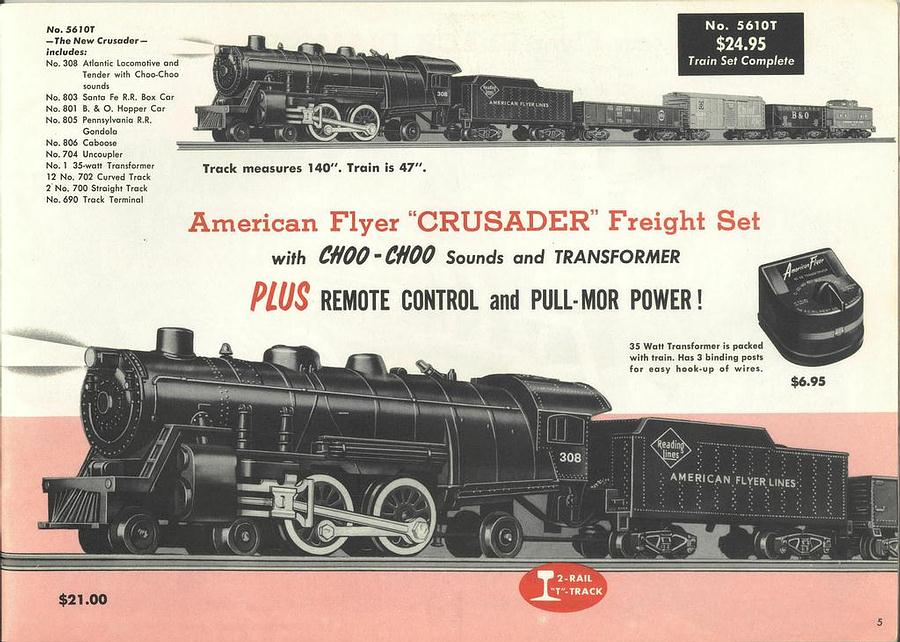 No. 5610T
—The New Crusader—
includes:
No. 308 Atlantic Locomotive and
Tender with Choo-Choo
sounds
No. 803 Santa Fe R.R. Box Car
No. 801 B. & O. Hopper Car
No. 805 Pennsylvania R.R.
Gondola
No. 806 Caboose
No. 704 Uncoupler
No. 1 35-watt Transformer
12 No. 702 Curved Track
2 No. 700 Straight Track
No. 690 Track Terminal
No. 5610T
$24.95
Train Set Complete
308
Reading Lines
AMERICAN FLYER LINES
B & O
Track measures 140". Train is 47".
American Flyer "CRUSADER" Freight Set
with CHOO-CHOO Sounds and TRANSFORMER
PLUS REMOTE CONTROL and PULL-MOR POWER!
American Flyer
35 Watt Transformer is packed
with train. Has 3 binding posts
for easy hook-up of wires.
$6.95
308
Reading
Lines
AMERICAN FLYER LINES
2-RAIL
"T"-TRACK
$21.00
5